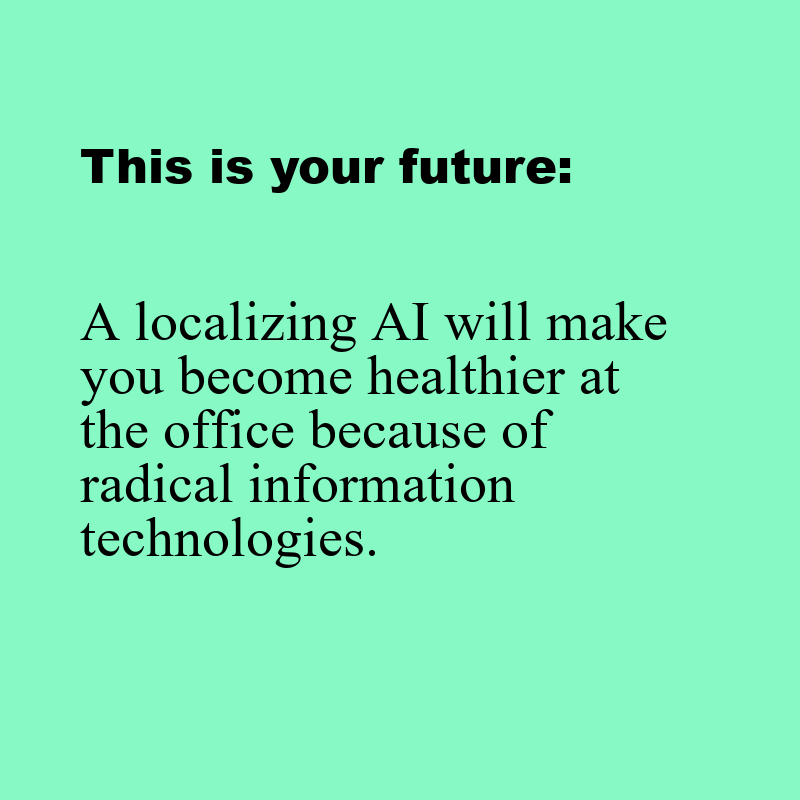 This is your future:
A localizing AI will make
you become healthier at
the office because of
radical information
technologies.